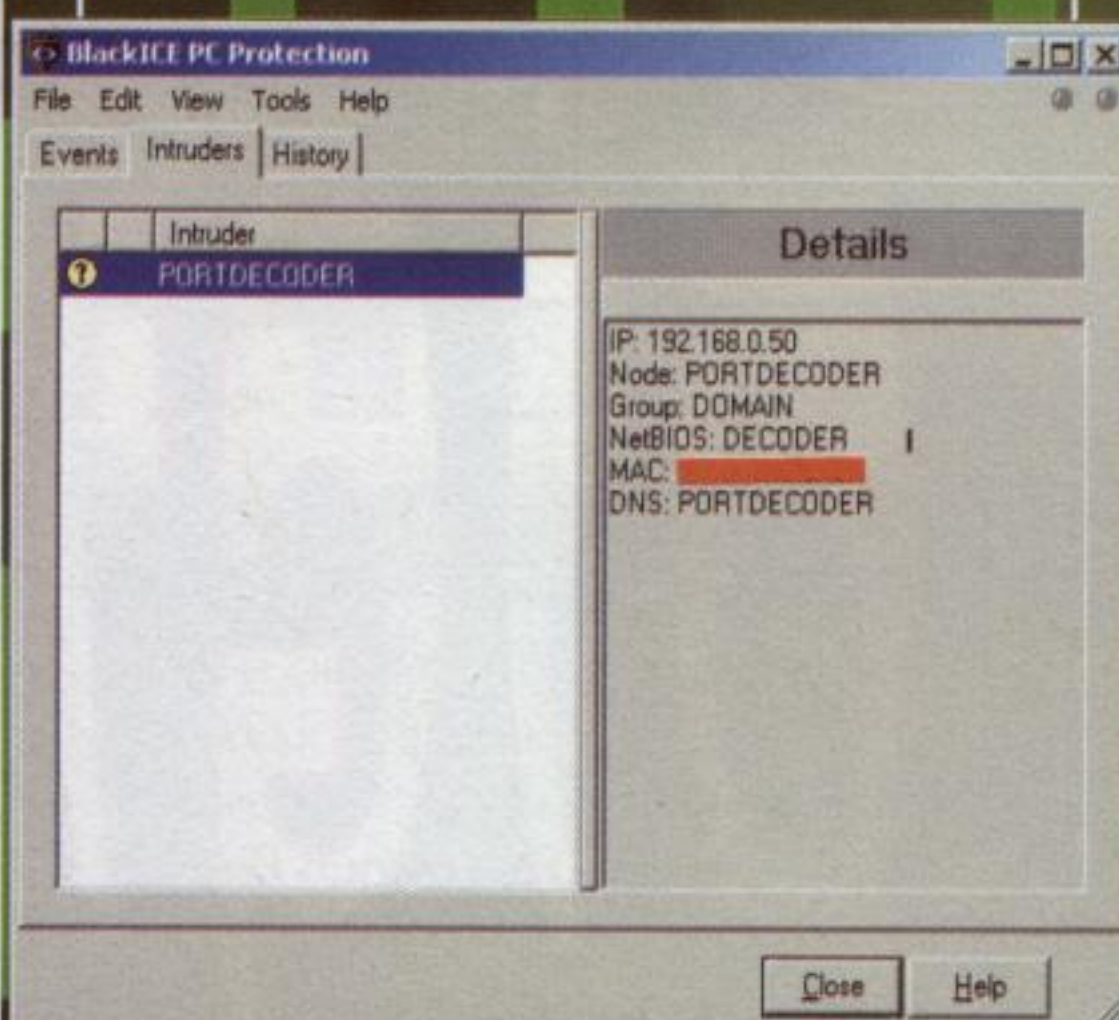 BlackICE PC Protection
File Edit View Tools Help
Events Intruders History
Intruder
PORTDECODER
Details
IP: 192.168.0.50
Node: PORTDECODER
Group: DOMAIN
NetBIOS: DECODER
MAC:
DNS: PORTDECODER
Close Help